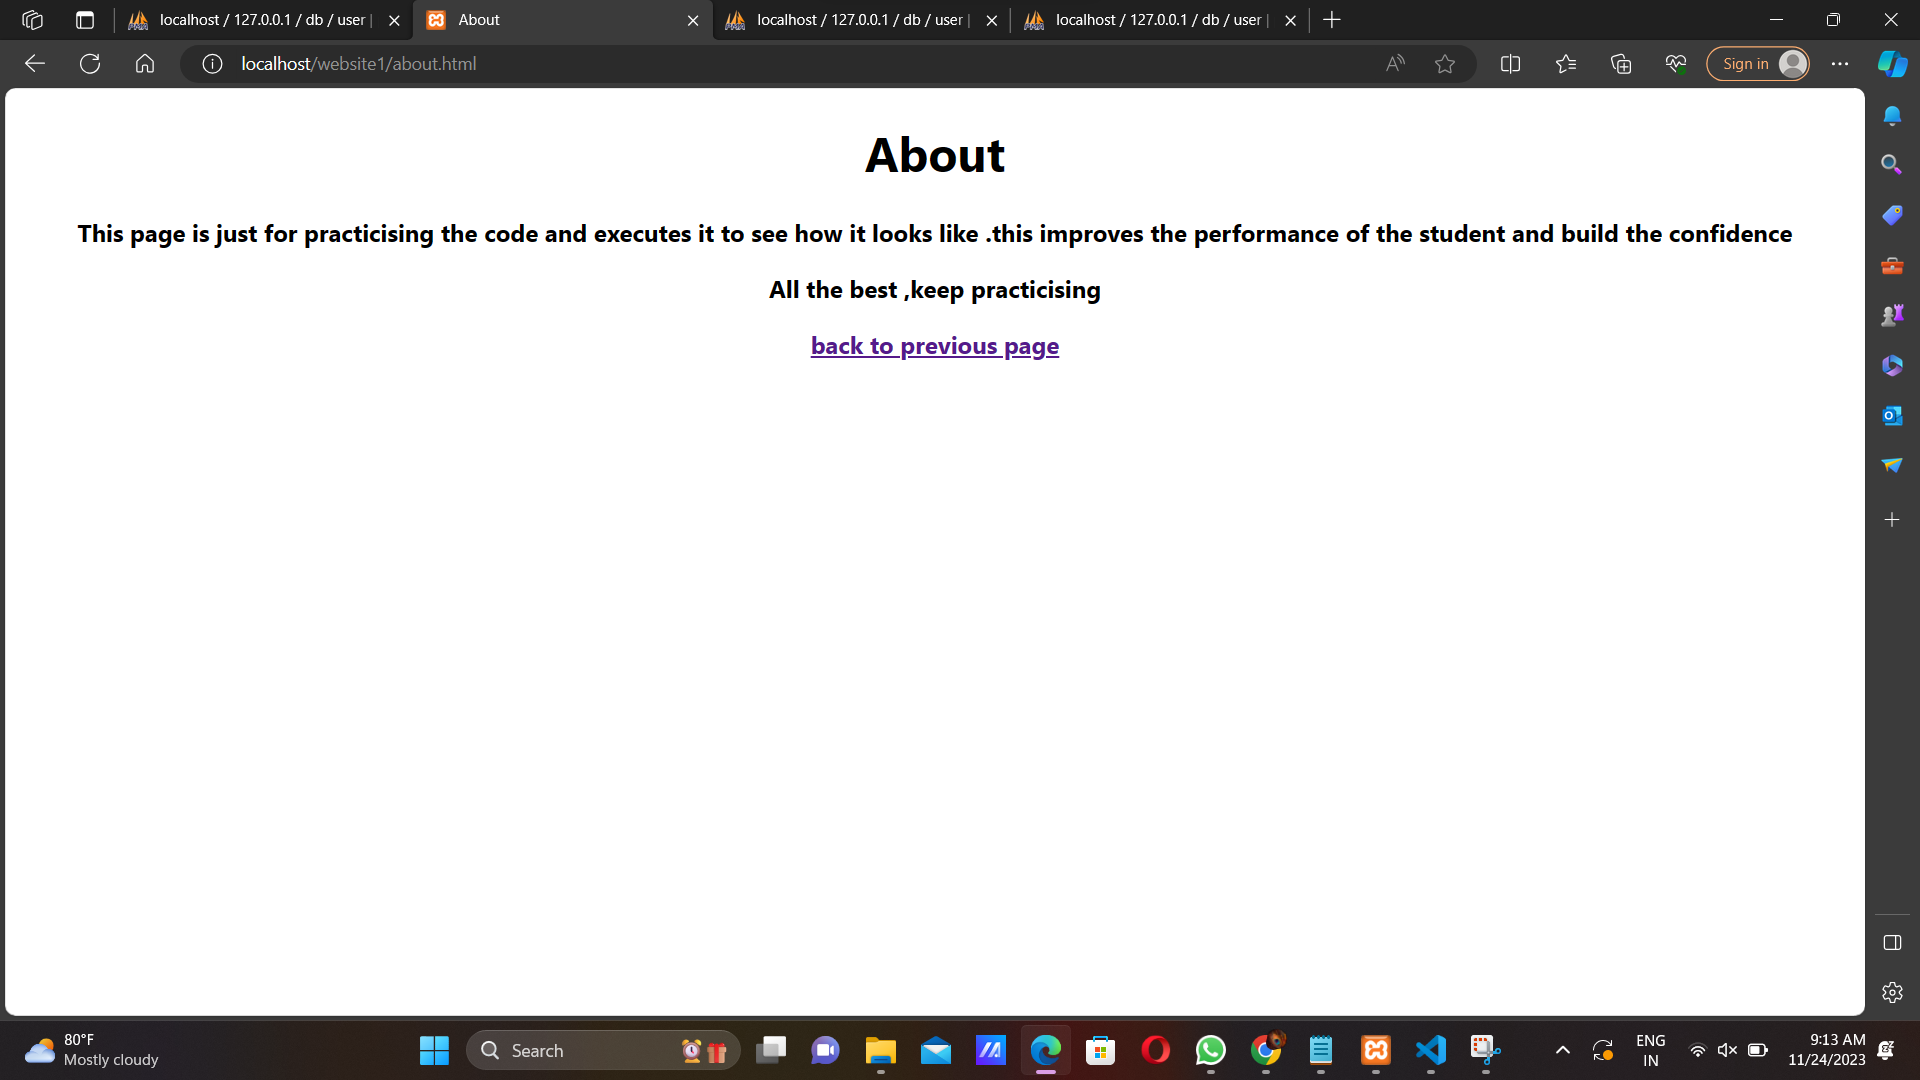 localhost / 127.0.0.1 / db / user |
About
localhost / 127.0.0.1 / db / user |
localhost / 127.0.0.1 / db / user |
localhost/website1/about.html
Sign in
About
This page is just for practicising the code and executes it to see how it looks like .this improves the performance of the student and build the confidence
All the best ,keep practicising
back to previous page
80°F
Mostly cloudy
Search
ENG
IN
9:13 AM
11/24/2023